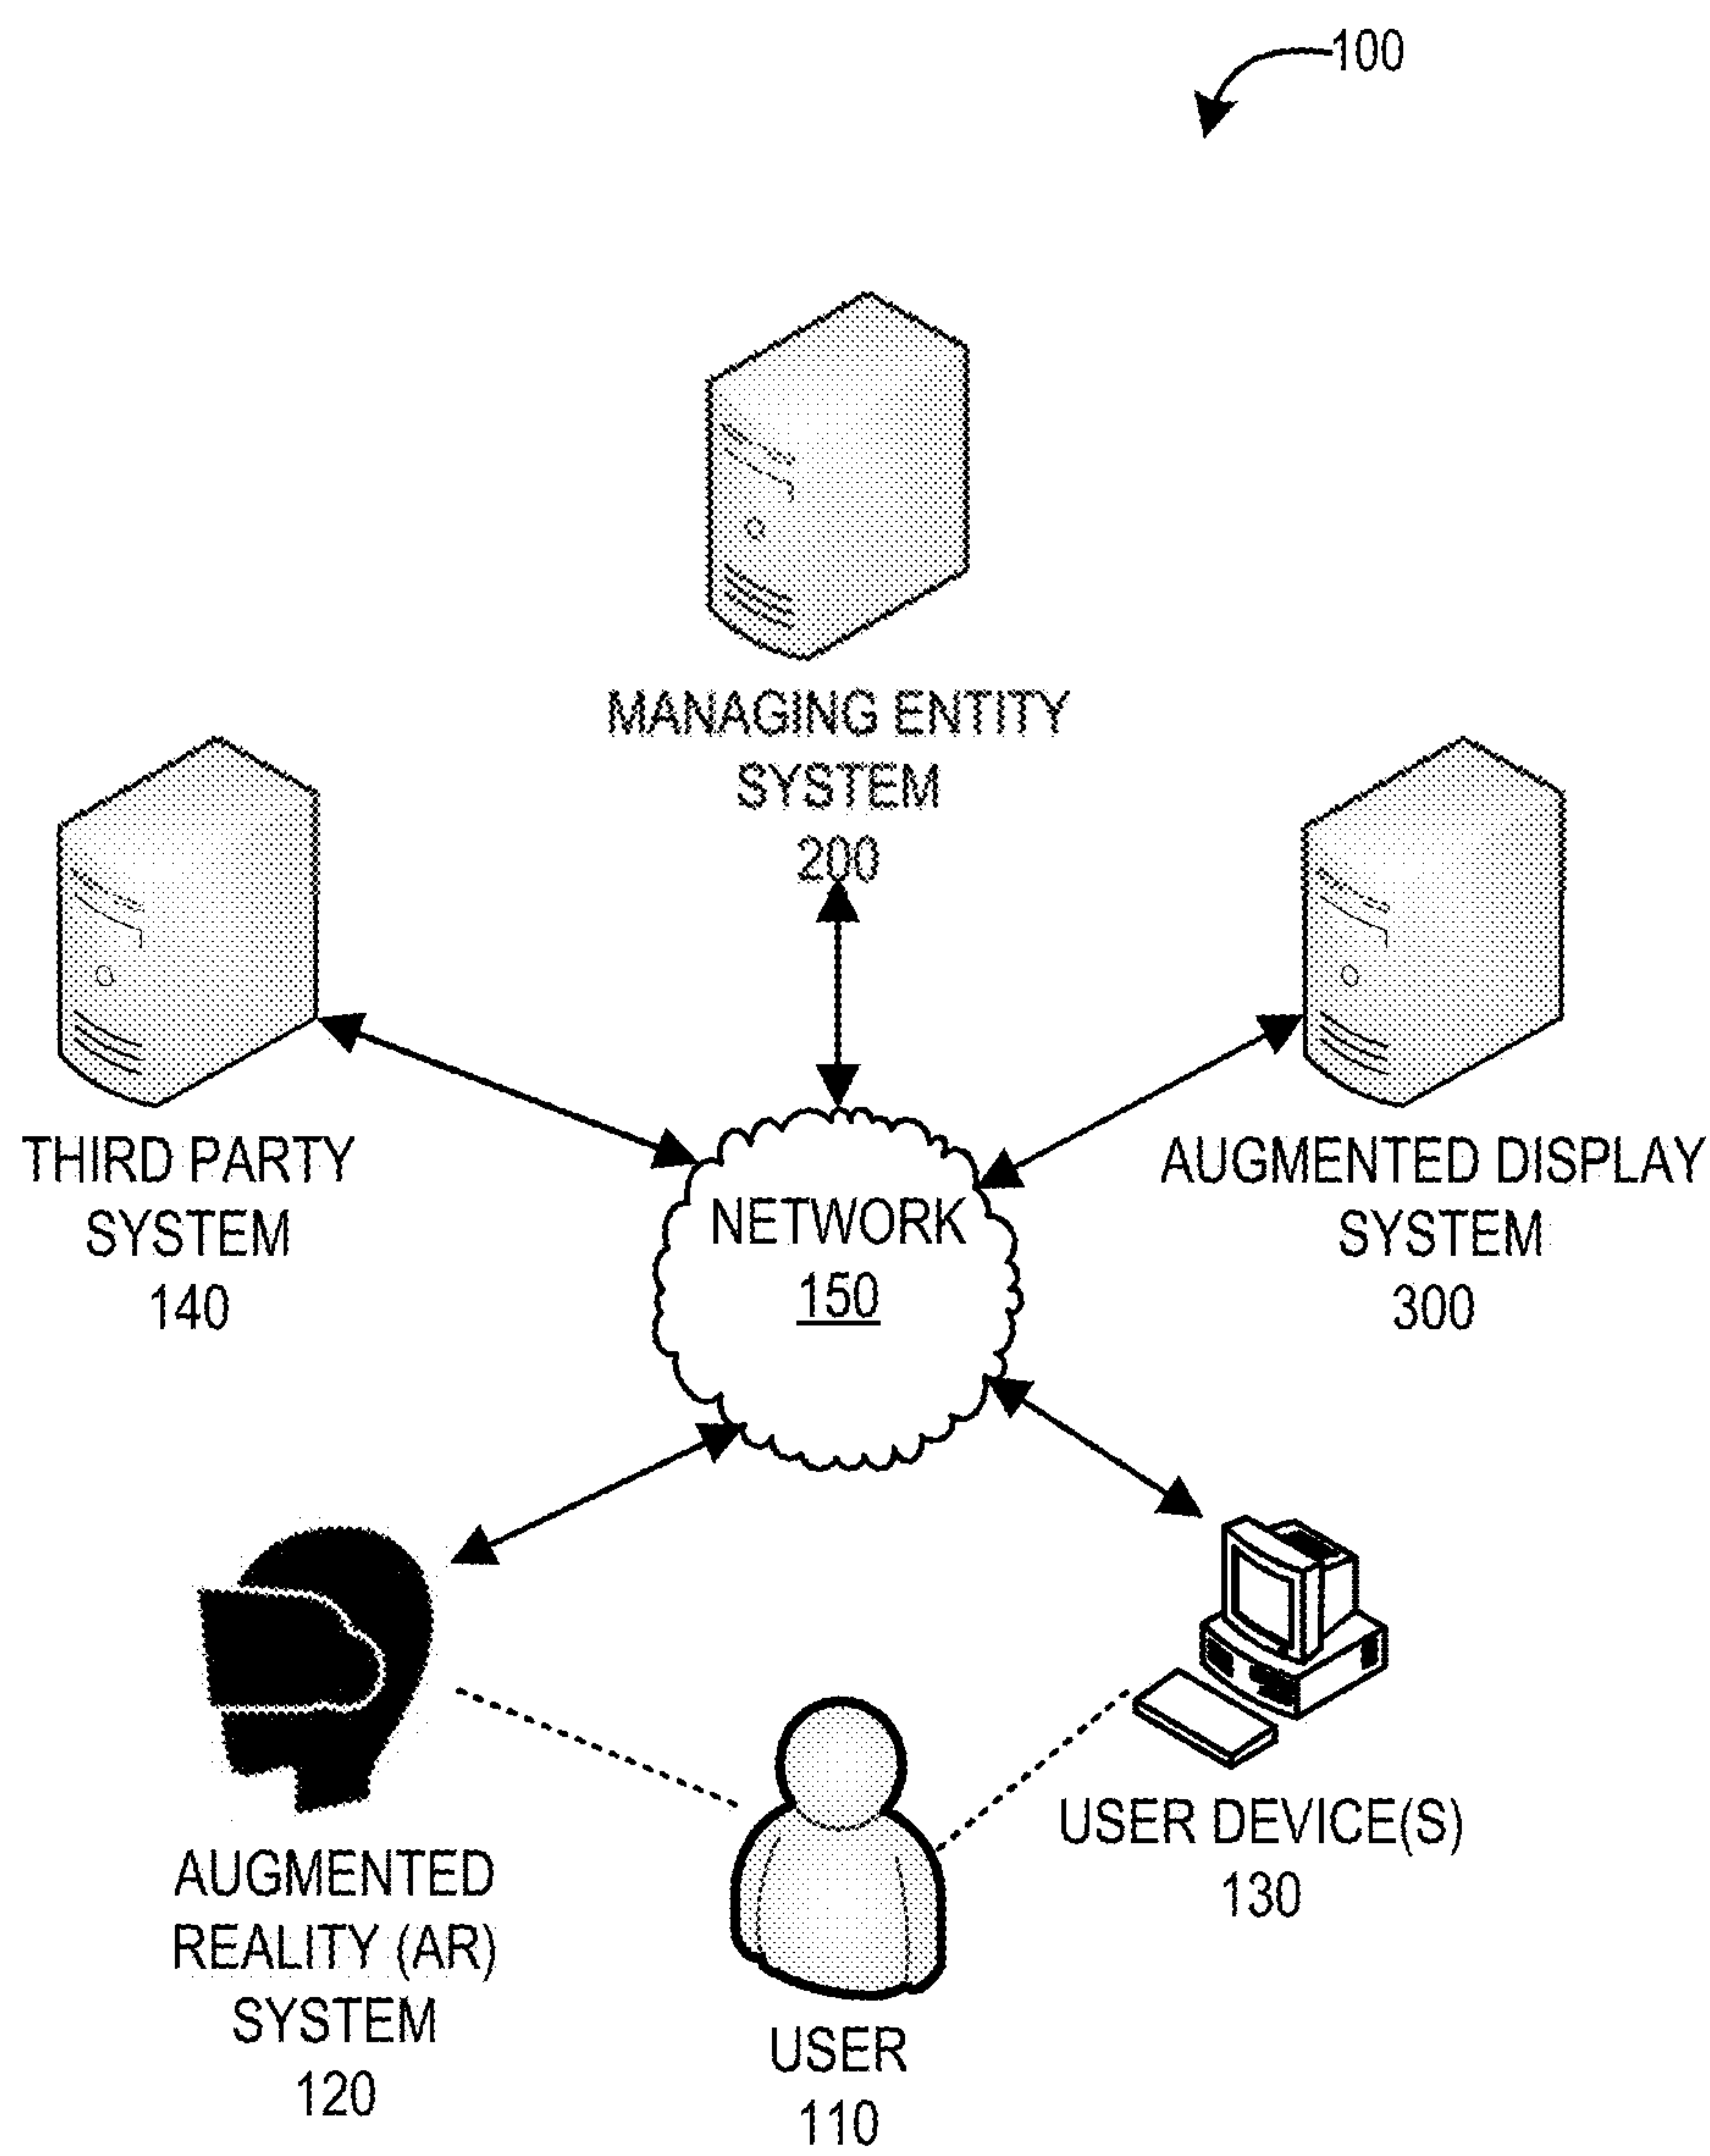 100
MANAGING ENTITY
SYSTEM
200
THIRD PARTY
SYSTEM
140
AUGMENTED DISPLAY
SYSTEM
300
NETWORK
150
AUGMENTED
REALITY (AR)
SYSTEM
120
USER
110
USER DEVICE(S)
130